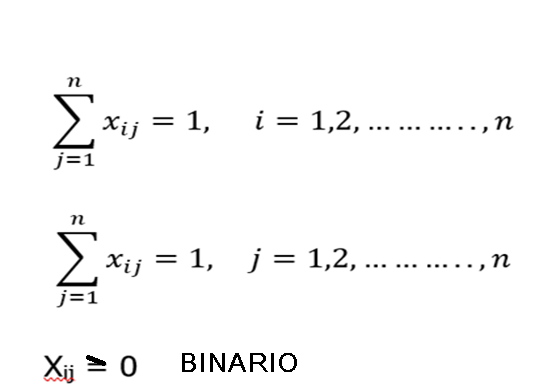 n
∑ xᵢⱼ = 1,    i = 1,2, … … … . . , n
j=1
n
∑ xᵢⱼ = 1,    j = 1,2, … … … . . , n
j=1
Xij ≥ 0    BINARIO